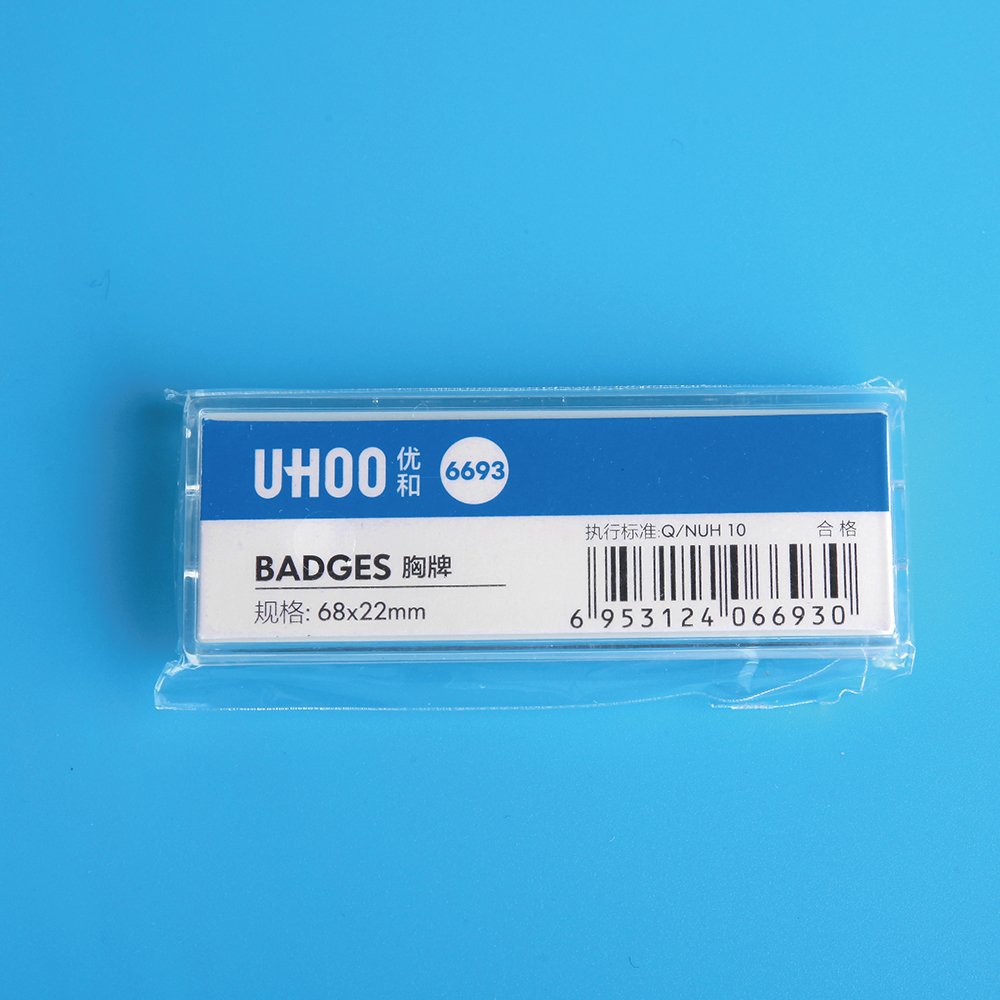 UHOO 优和 6693
执行标准:Q/NUH 10 合格
BADGES 胸牌
规格: 68x22mm
6 953124 066930